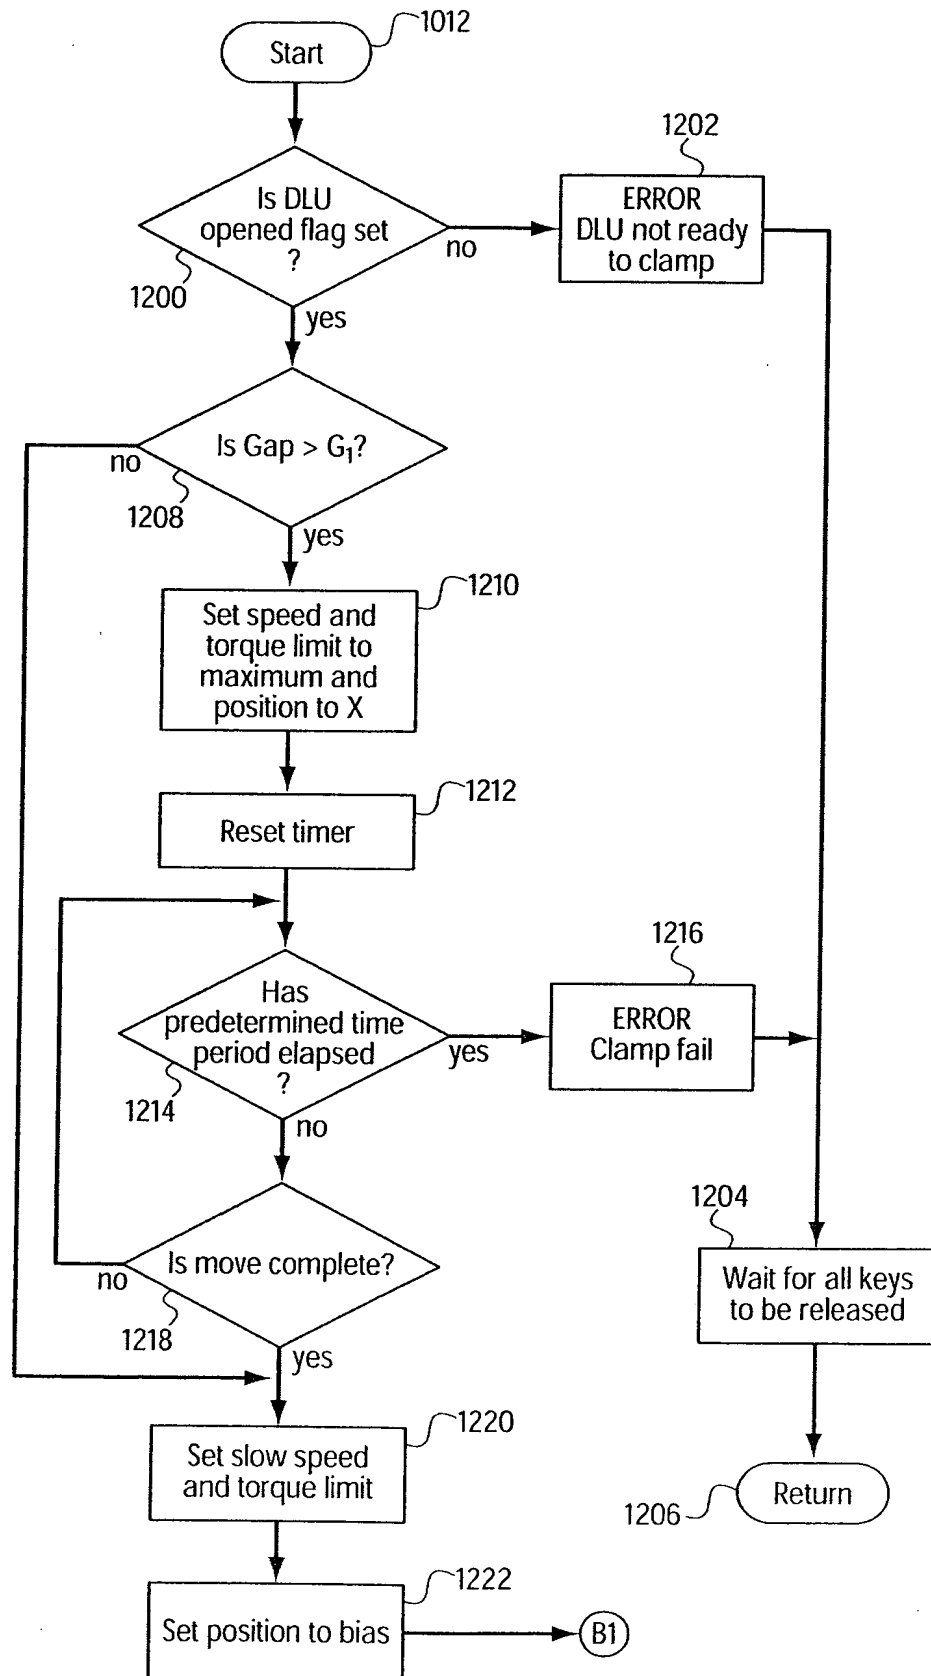 1012
Start
1202
Is DLU
opened flag set
?
no
ERROR
DLU not ready
to clamp
1200
yes
Is Gap > G₁?
no
1208
yes
1210
Set speed and
torque limit to
maximum and
position to X
1212
Reset timer
1216
Has
predetermined time
period elapsed
?
yes
ERROR
Clamp fail
1214
no
1204
Is move complete?
no
Wait for all keys
to be released
1218
yes
1220
Set slow speed
and torque limit
Return
1206
1222
Set position to bias
B1